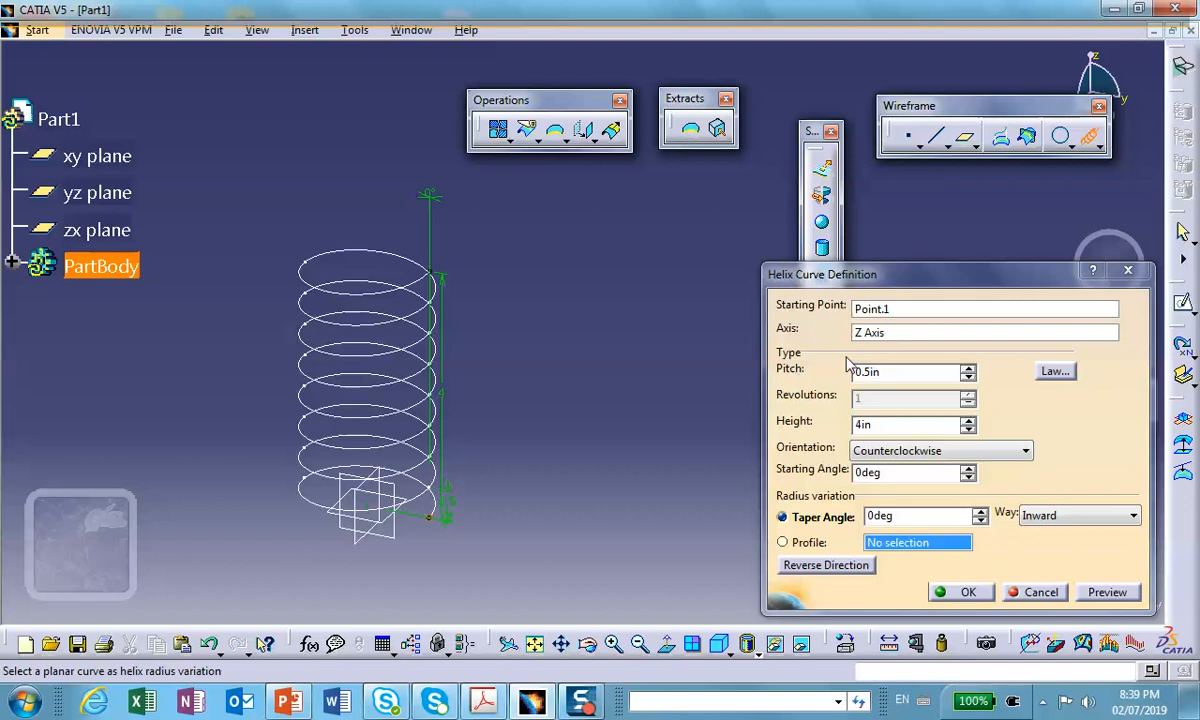 CATIA V5 - [Part1]
Start ENOVIA V5 VPM File Edit View Insert Tools Window Help
Part1
xy plane
yz plane
zx plane
PartBody
Operations
Extracts
S...
Wireframe
z
y
0°
4
Helix Curve Definition
?
Starting Point: Point.1
Axis: Z Axis
Type
Pitch: 0.5in Law...
Revolutions: 1
Height: 4in
Orientation: Counterclockwise
Starting Angle: 0deg
Radius variation
Taper Angle: 0deg Way: Inward
Profile: No selection
Reverse Direction
OK Cancel Preview
f(x)
CATIA
Select a planar curve as helix radius variation
EN 100% 8:39 PM
02/07/2019